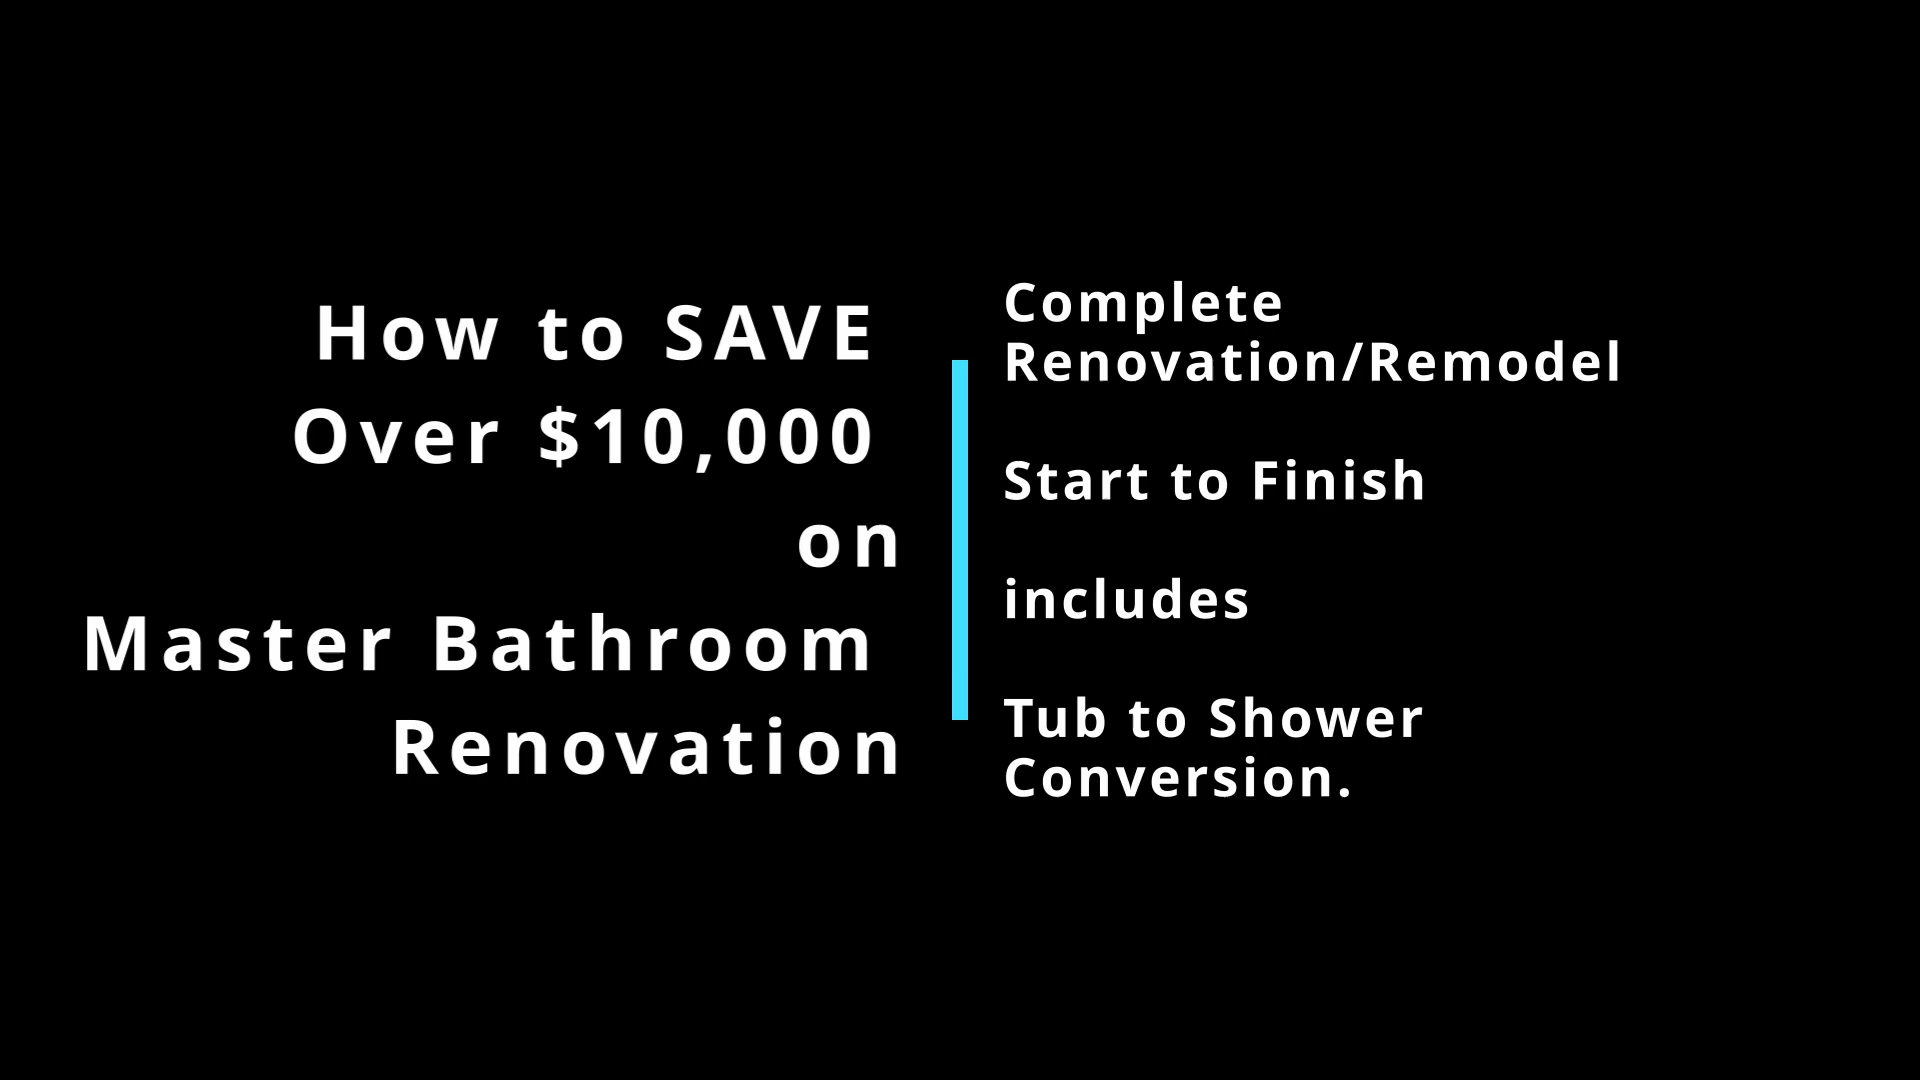 How to SAVE
Over $10,000
on
Master Bathroom
Renovation
Complete
Renovation/Remodel
Start to Finish
includes
Tub to Shower
Conversion.